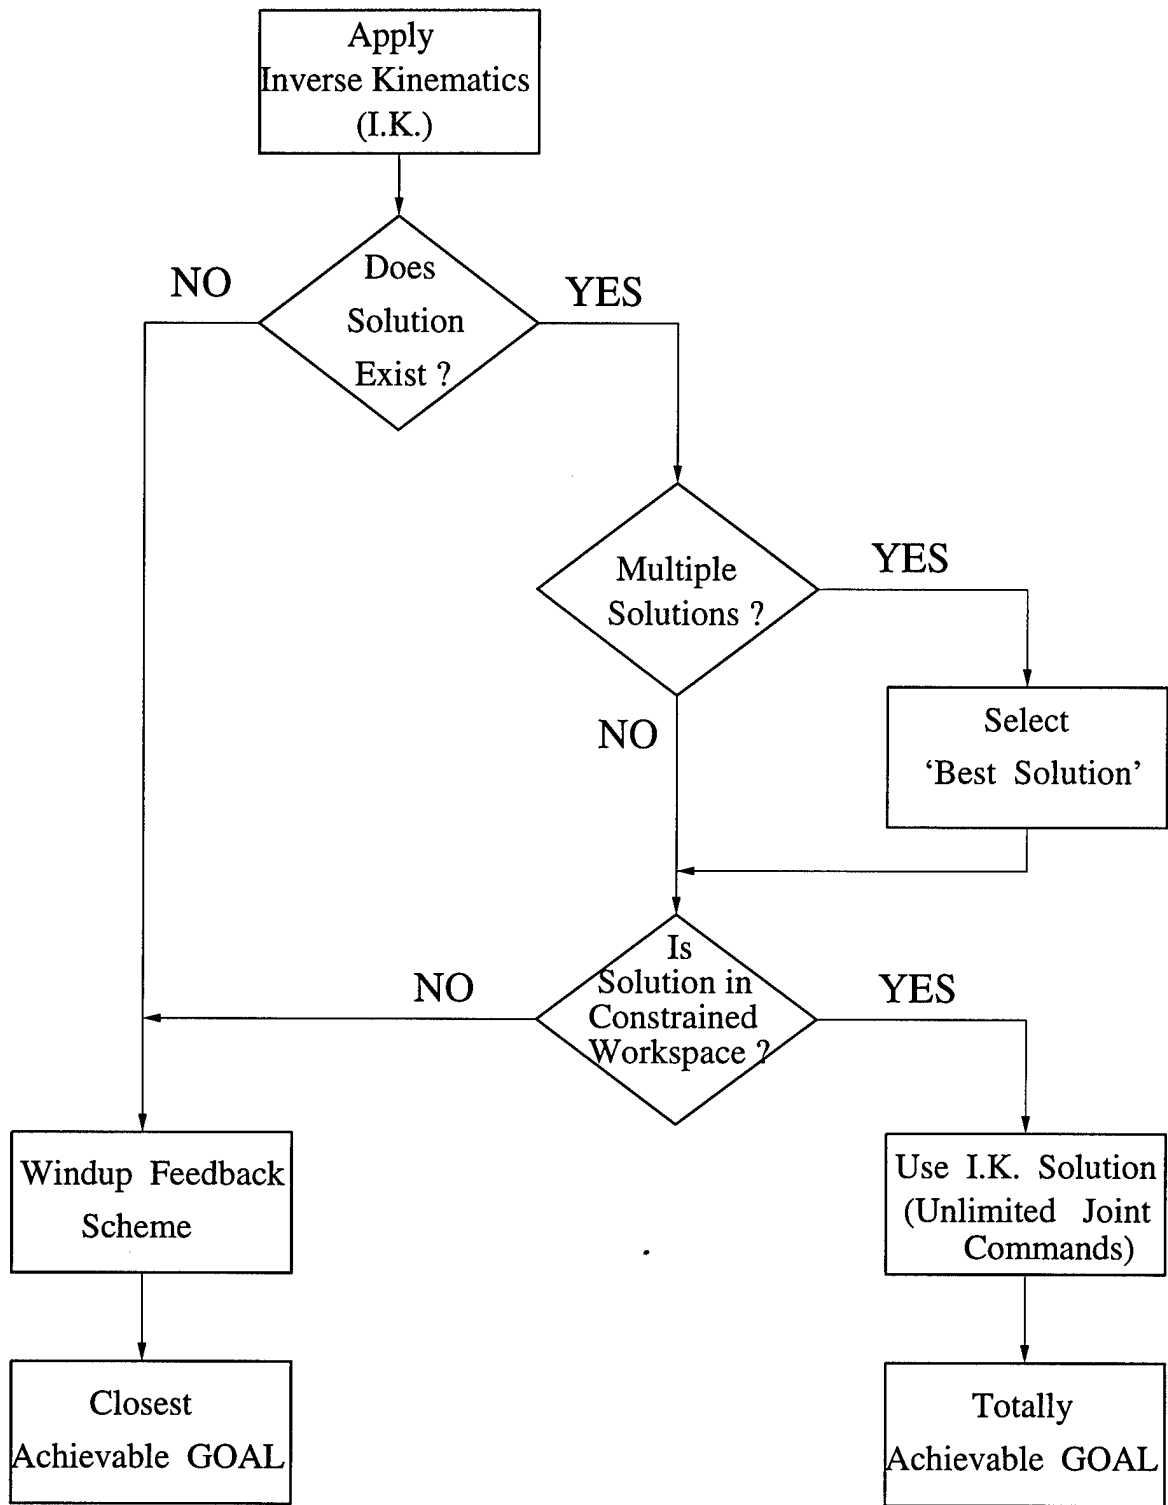 Apply
Inverse Kinematics
(I.K.)
NO
YES
Does
Solution
Exist ?
YES
Multiple
Solutions ?
NO
Select
‘Best Solution’
NO
YES
Is
Solution in
Constrained
Workspace ?
Windup Feedback
Scheme
Use I.K. Solution
(Unlimited Joint
Commands)
Closest
Achievable GOAL
Totally
Achievable GOAL